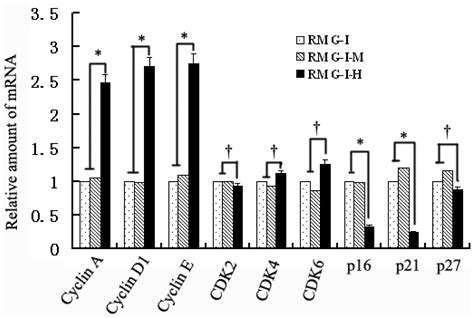 Relative amount of mRNA
3.5
3
2.5
2
1.5
1
0.5
0
RMG-I
RMG-I-M
RMG-I-H
* * * † † † * * †
Cyclin A
Cyclin D1
Cyclin E
CDK2
CDK4
CDK6
p16
p21
p27